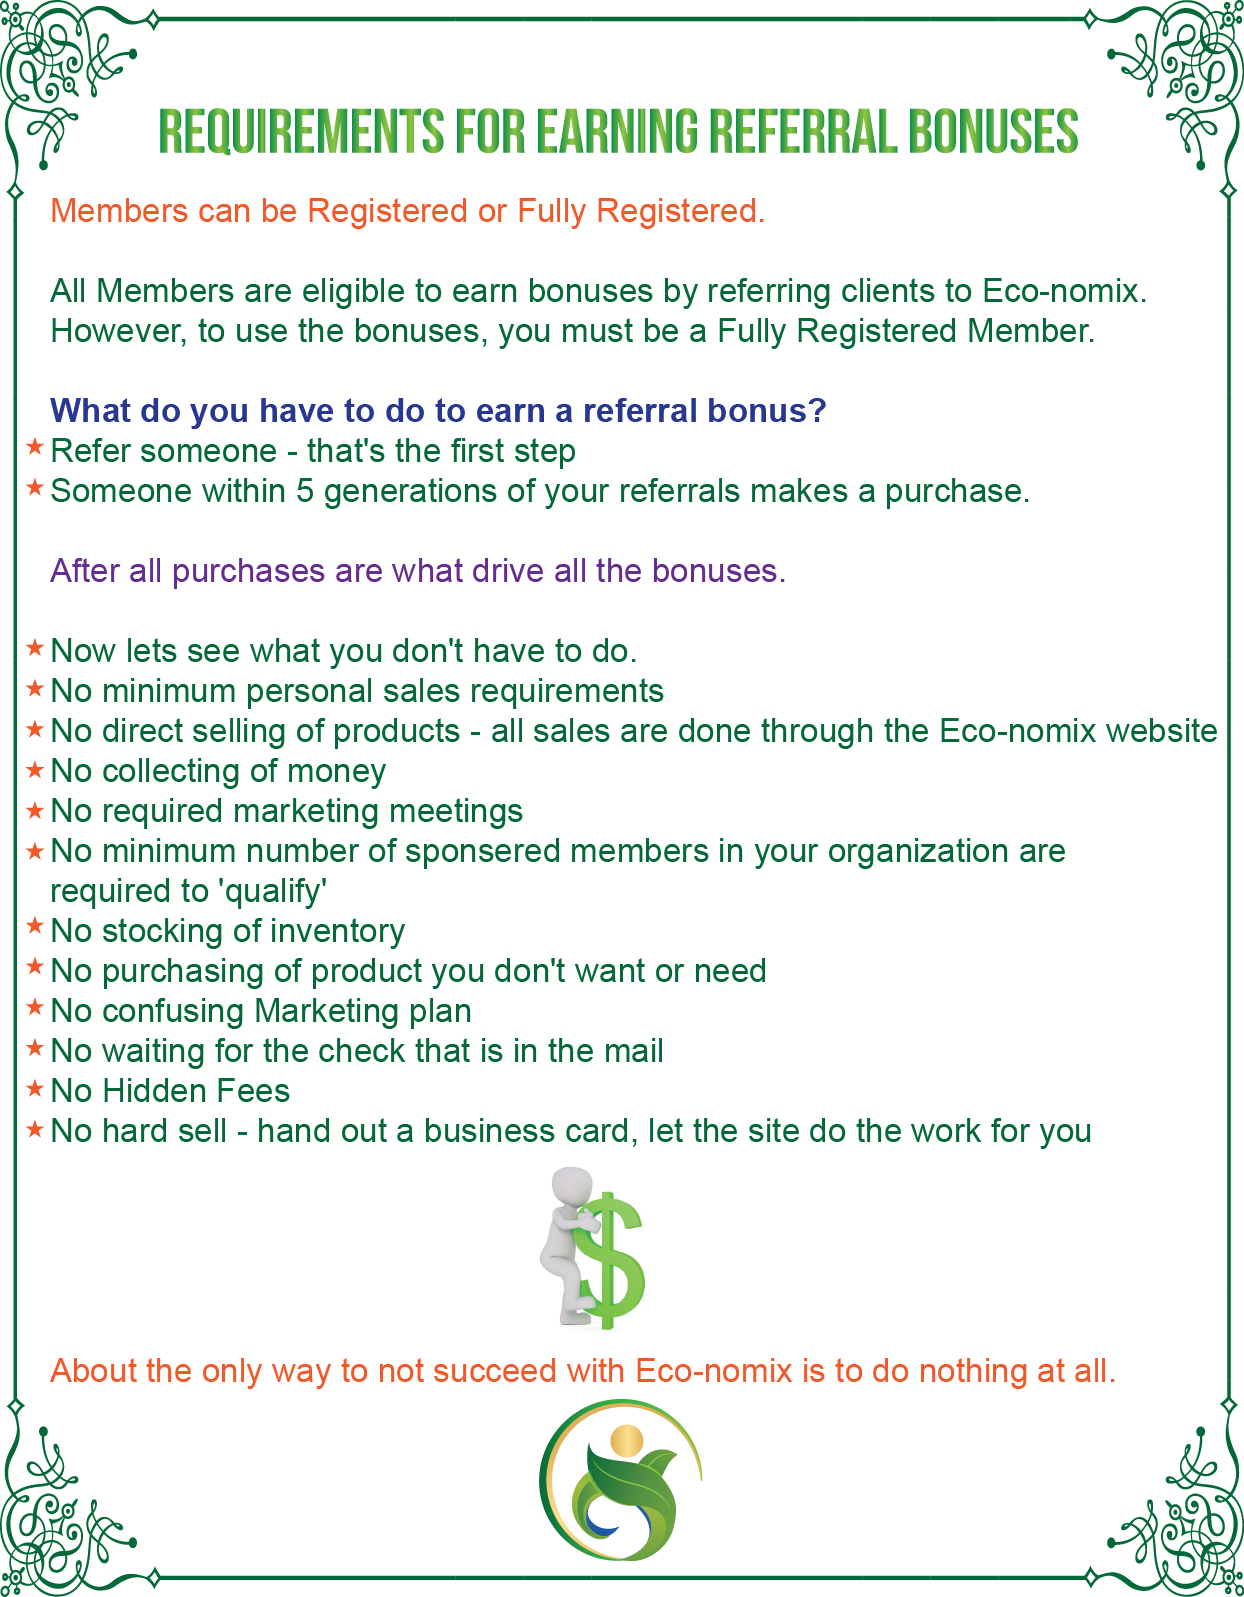 REQUIREMENTS FOR EARNING REFERRAL BONUSES
Members can be Registered or Fully Registered.
All Members are eligible to earn bonuses by referring clients to Eco-nomix.
However, to use the bonuses, you must be a Fully Registered Member.
What do you have to do to earn a referral bonus?
★ Refer someone - that's the first step
★ Someone within 5 generations of your referrals makes a purchase.
After all purchases are what drive all the bonuses.
★ Now lets see what you don't have to do.
★ No minimum personal sales requirements
★ No direct selling of products - all sales are done through the Eco-nomix website
★ No collecting of money
★ No required marketing meetings
★ No minimum number of sponsered members in your organization are
required to 'qualify'
★ No stocking of inventory
★ No purchasing of product you don't want or need
★ No confusing Marketing plan
★ No waiting for the check that is in the mail
★ No Hidden Fees
★ No hard sell - hand out a business card, let the site do the work for you
$
About the only way to not succeed with Eco-nomix is to do nothing at all.